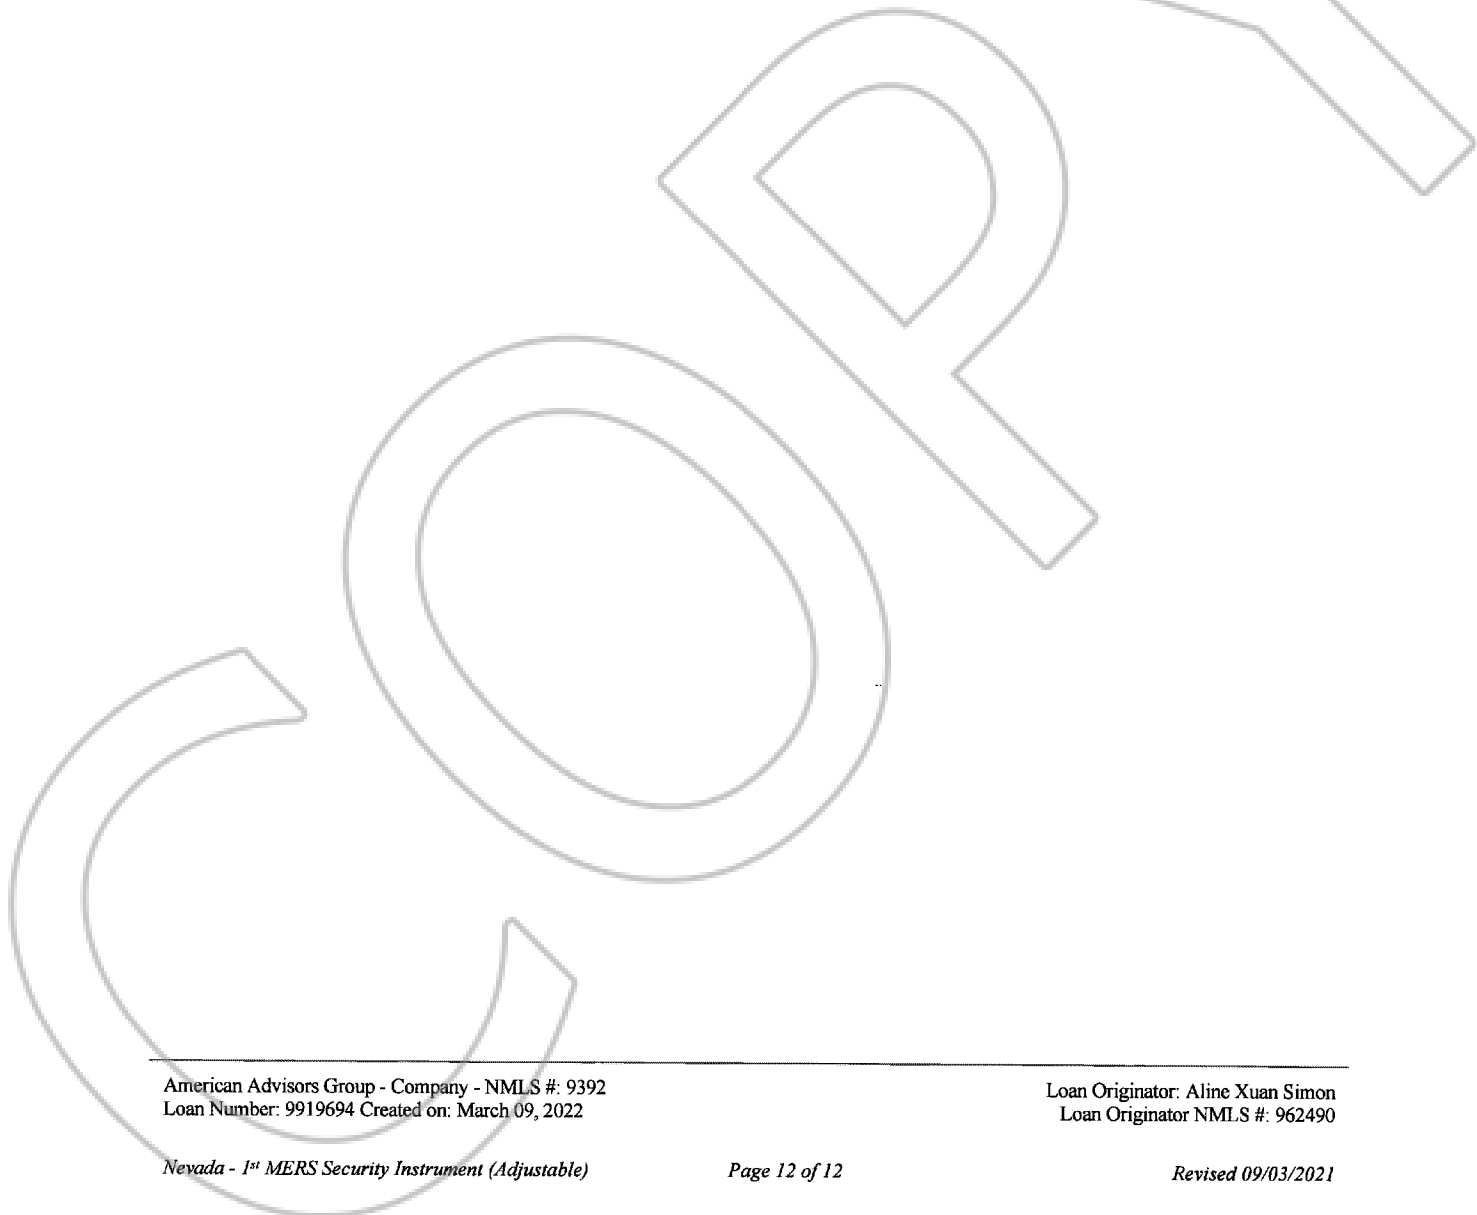 COPY
American Advisors Group - Company - NMLS #: 9392
Loan Number: 9919694 Created on: March 09, 2022
Loan Originator: Aline Xuan Simon
Loan Originator NMLS #: 962490
Nevada - 1st MERS Security Instrument (Adjustable)
Page 12 of 12
Revised 09/03/2021